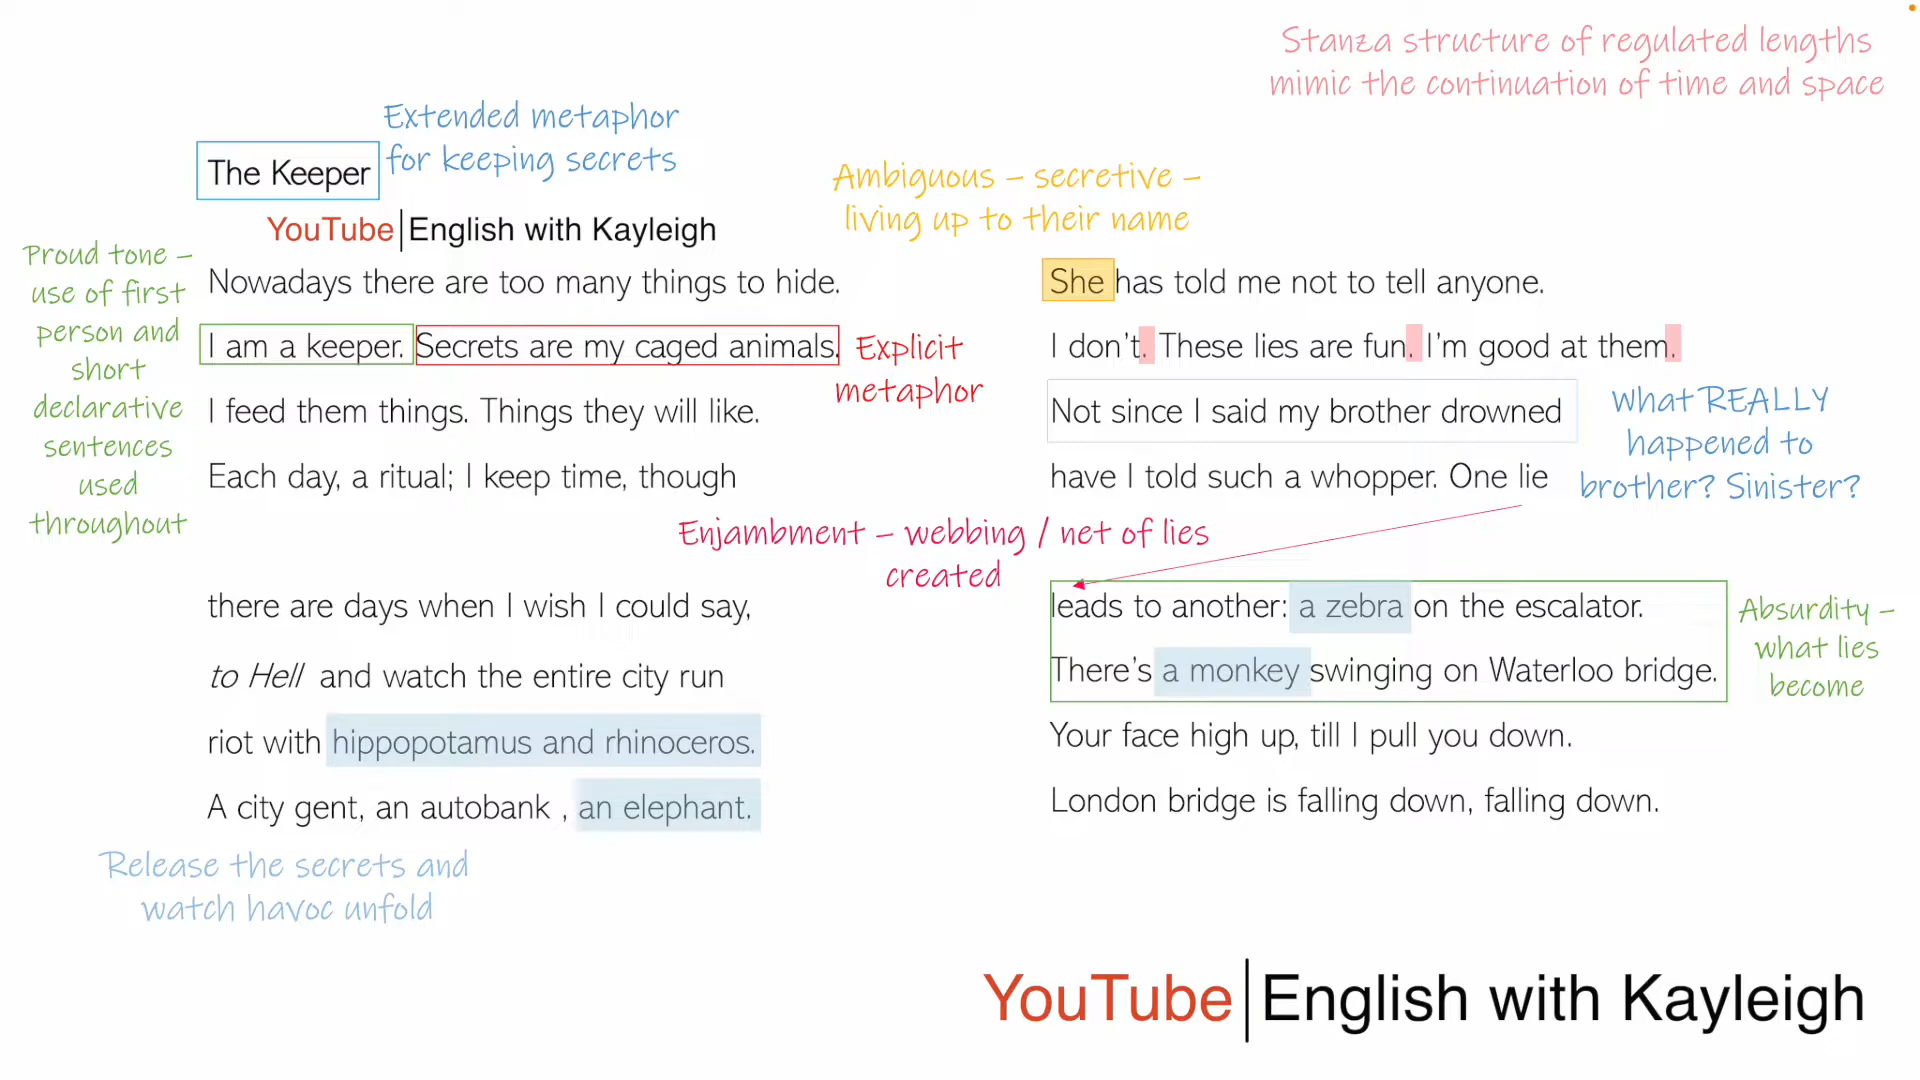 Stanza structure of regulated lengths
mimic the continuation of time and space
Extended metaphor
for keeping secrets
The Keeper
YouTube|English with Kayleigh
Proud tone –
use of first
person and
short
declarative
sentences
used
throughout
Nowadays there are too many things to hide.
I am a keeper. Secrets are my caged animals.
Explicit
metaphor
I feed them things. Things they will like.
Each day, a ritual; I keep time, though
Enjambment – webbing / net of lies
created
there are days when I wish I could say,
to Hell and watch the entire city run
riot with hippopotamus and rhinoceros.
A city gent, an autobank , an elephant.
Release the secrets and
watch havoc unfold
Ambiguous – secretive –
living up to their name
She has told me not to tell anyone.
I don’t. These lies are fun. I’m good at them.
Not since I said my brother drowned
have I told such a whopper. One lie
What REALLY
happened to
brother? Sinister?
leads to another: a zebra on the escalator.
There’s a monkey swinging on Waterloo bridge.
Absurdity –
what lies
become
Your face high up, till I pull you down.
London bridge is falling down, falling down.
YouTube|English with Kayleigh